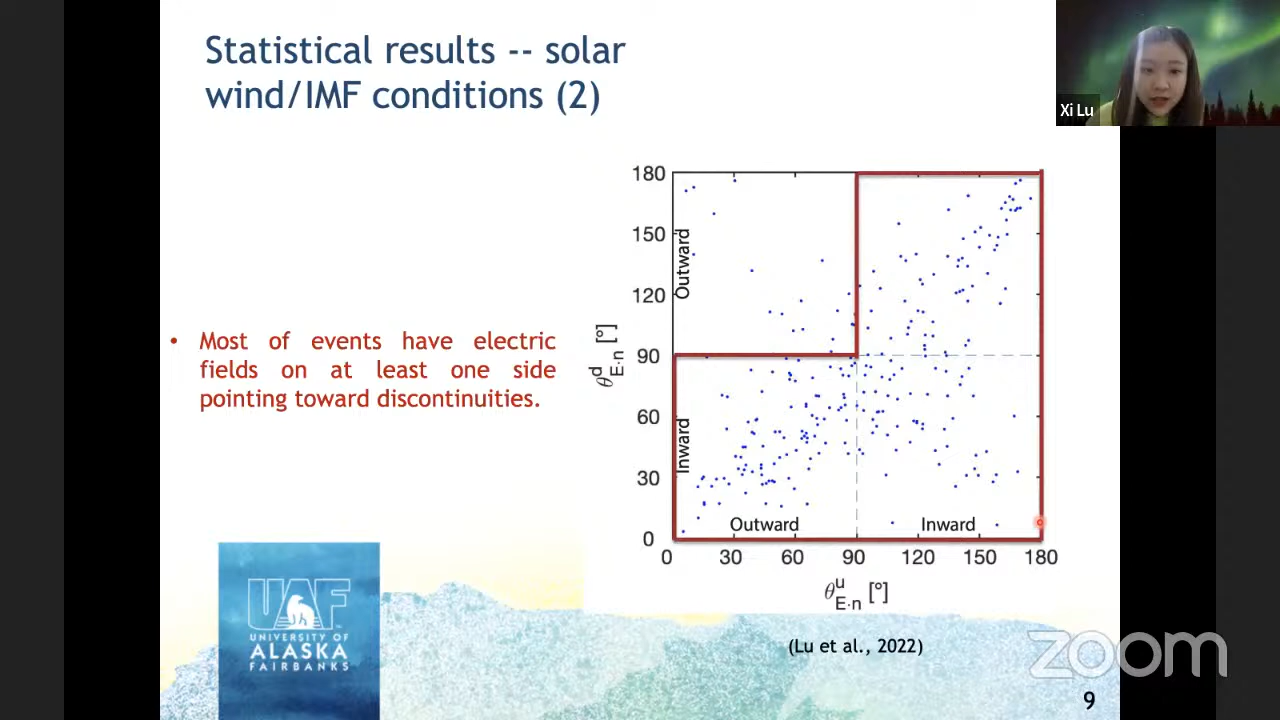 Statistical results -- solar
wind/IMF conditions (2)
Xi Lu
• Most of events have electric
fields on at least one side
pointing toward discontinuities.
180
150
120
90
60
30
0
θᵈE·n [°]
Outward
Inward
Outward
Inward
0 30 60 90 120 150 180
θᵘE·n [°]
(Lu et al., 2022)
UAF
UNIVERSITY OF
ALASKA
FAIRBANKS
zoom
9